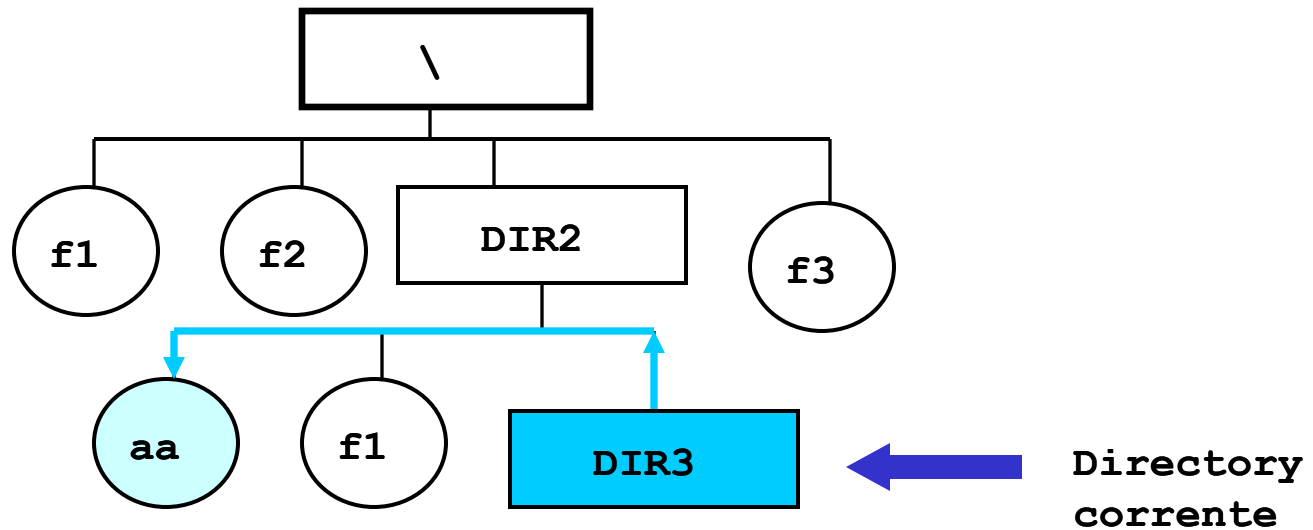 \
f1
f2
DIR2
f3
aa
f1
DIR3
Directory
corrente